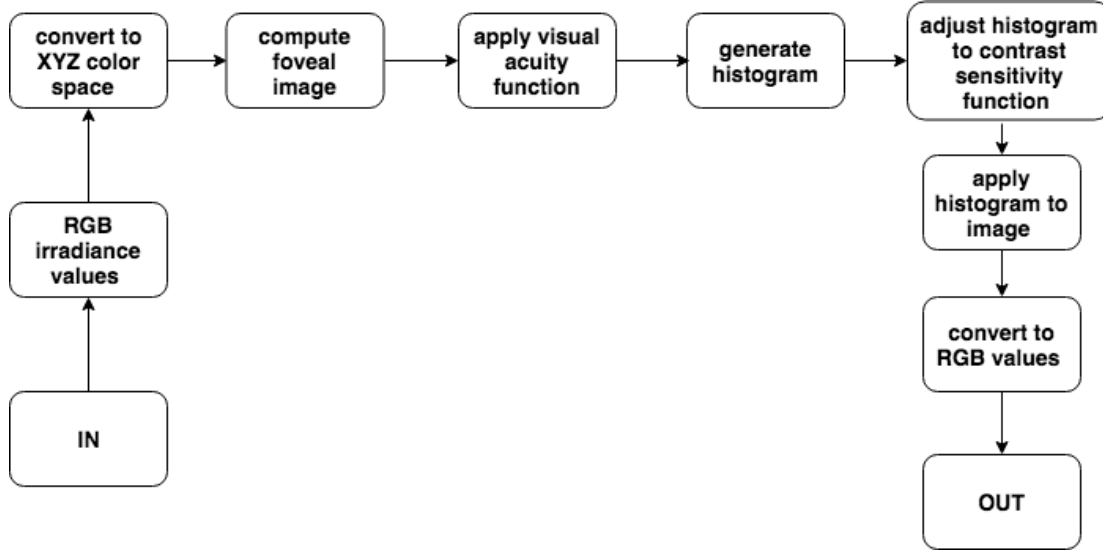 convert to
XYZ color
space
compute
foveal
image
apply visual
acuity
function
generate
histogram
adjust histogram
to contrast
sensitivity
function
apply
histogram to
image
RGB
irradiance
values
convert to
RGB values
IN
OUT